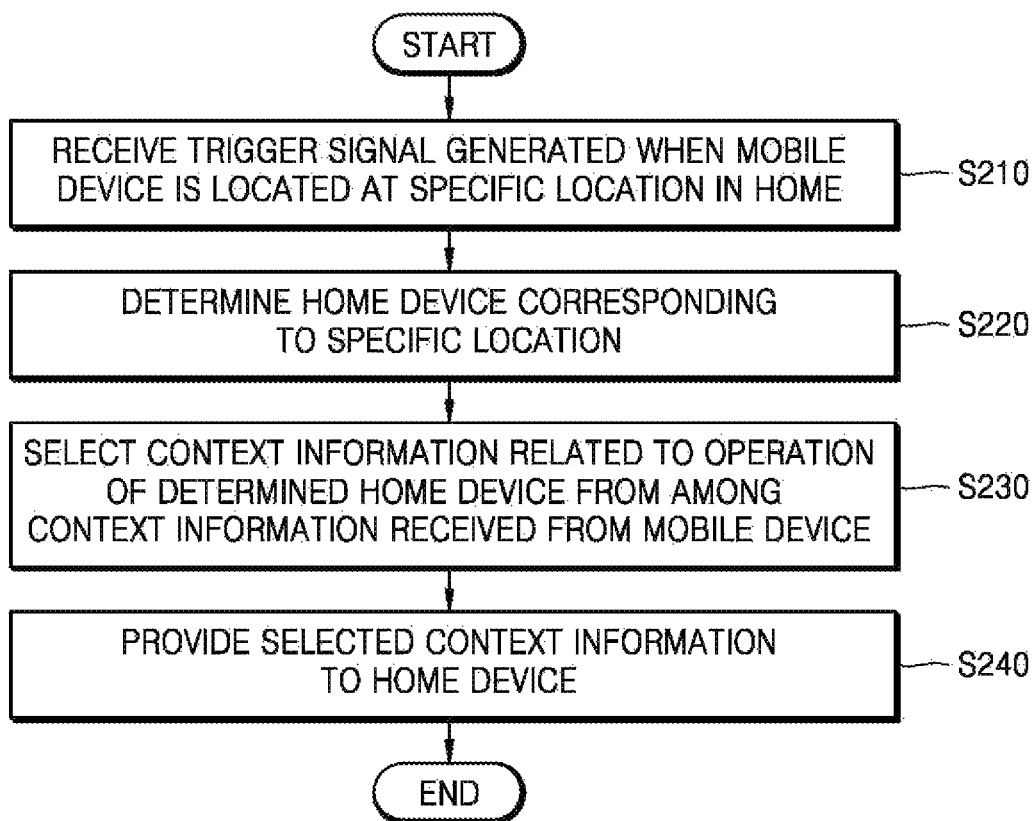 START
RECEIVE TRIGGER SIGNAL GENERATED WHEN MOBILE
DEVICE IS LOCATED AT SPECIFIC LOCATION IN HOME
S210
DETERMINE HOME DEVICE CORRESPONDING
TO SPECIFIC LOCATION
S220
SELECT CONTEXT INFORMATION RELATED TO OPERATION
OF DETERMINED HOME DEVICE FROM AMONG
CONTEXT INFORMATION RECEIVED FROM MOBILE DEVICE
S230
PROVIDE SELECTED CONTEXT INFORMATION
TO HOME DEVICE
S240
END